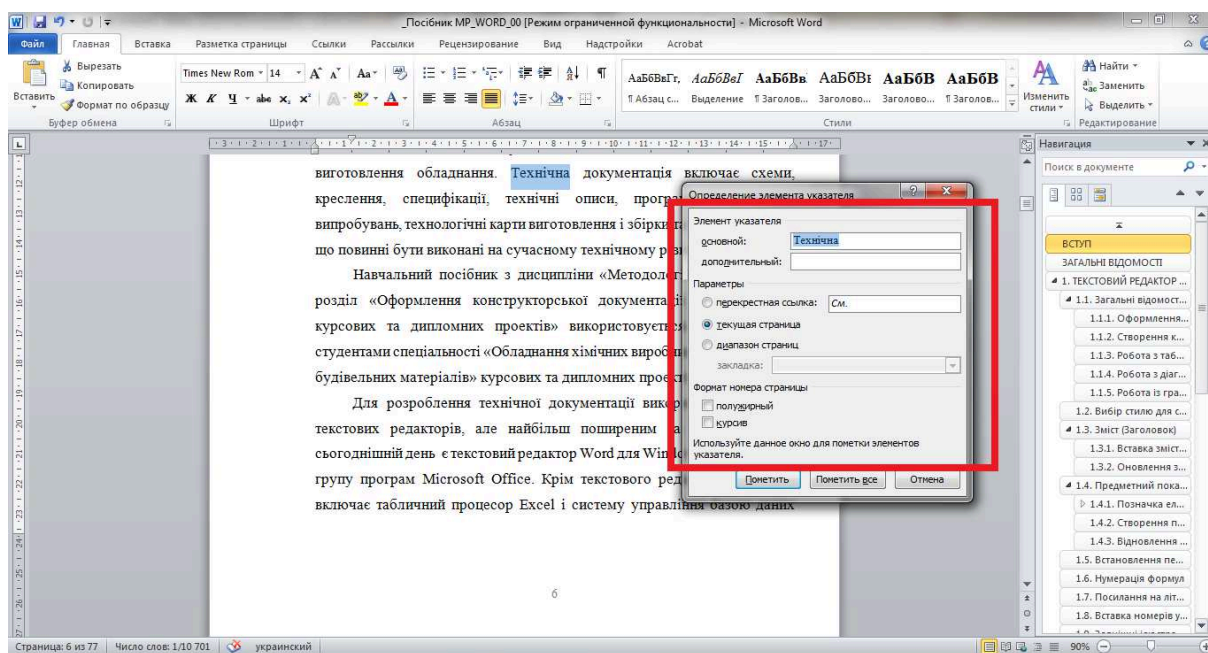 _Посібник MP_WORD_00 [Режим ограниченной функциональности] - Microsoft Word
Файл Главная Вставка Разметка страницы Ссылки Рассылки Рецензирование Вид Надстройки Acrobat
Вставить
Вырезать
Копировать
Формат по образцу
Буфер обмена
Times New Rom 14
Ж К Ч abc x, x²
Шрифт
Абзац
АаБбВвГг, АаБбВвГ АаБбВв АаБбВı АаБбВ АаБбВ
¶ Абзац с... Выделение ¶ Заголов... Заголово... Заголово... ¶ Заголов...
Стили
Изменить стили
Найти
Заменить
Выделить
Редактирование
виготовлення обладнання. Технічна документація включає схеми,
креслення, специфікації, технічні описи,
випробувань, технологічні карти виготовлення і збірки
що повинні бути виконані на сучасному технічному
Навчальний посібник з дисципліни
розділ «Оформлення конструкторської
курсових та дипломних проектів» використовується
студентами спеціальності «Обладнання хімічних
будівельних матеріалів» курсових та дипломних
Для розроблення технічної документації
текстових редакторів, але найбільш поширеним
сьогоднішній день є текстовий редактор Word для
групу програм Microsoft Office. Крім текстового
включає табличний процесор Excel і систему управління базою даних
6
Определение элемента указателя
Элемент указателя
основной: Технічна
дополнительный:
Параметры
перекрестная ссылка: См.
текущая страница
диапазон страниц
закладка:
Формат номера страницы
полужирный
курсив
Используйте данное окно для пометки элементов
указателя.
Пометить Пометить все Отмена
Навигация
Поиск в документе
ВСТУП
ЗАГАЛЬНІ ВІДОМОСТІ
1. ТЕКСТОВИЙ РЕДАКТОР ...
1.1. Загальні відомост...
1.1.1. Оформлення...
1.1.2. Створення к...
1.1.3. Робота з таб...
1.1.4. Робота з діаг...
1.1.5. Робота із гра...
1.2. Вибір стилю для с...
1.3. Зміст (Заголовок)
1.3.1. Вставка зміст...
1.3.2. Оновлення з...
1.4. Предметний пока...
1.4.1. Позначка ел...
1.4.2. Створення п...
1.4.3. Відновлення ...
1.5. Встановлення пе...
1.6. Нумерація формул
1.7. Посилання на літ...
1.8. Вставка номерів у...
Страница: 6 из 77 Число слов: 1/10 701 украинский 90%